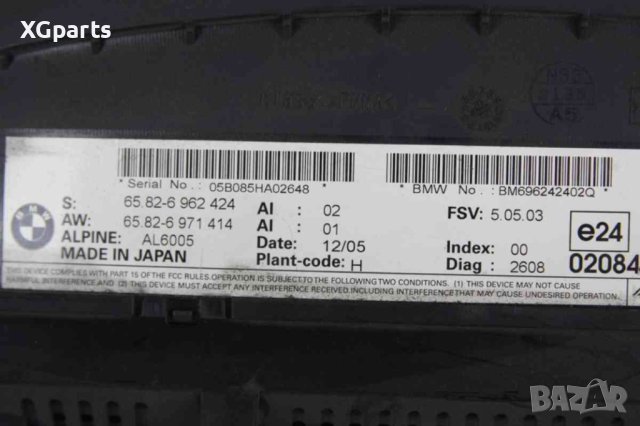 XGparts
* Serial No. : 05B085HA02648 *
* BMW No. : BM696242402Q *
BMW
S: 65.82-6 962 424 AI : 02 FSV: 5.05.03
AW: 65.82-6 971 414 AI : 01
e24
ALPINE: AL6005 Date: 12/05 Index: 00
MADE IN JAPAN Plant-code: H Diag : 2608 02084
THIS DEVICE COMPLIES WITH PART 15 OF THE FCC RULES.OPERATION IS SUBJECT TO THE FOLLOWING TWO CONDITIONS. (1) THIS DEVICE MAY NOT CAUSE
HARMFUL INTERFERENCE, AND (2) THIS DEVICE MUST ACCEPT ANY INTERFERENCE RECEIVED, INCLUDING INTERFERENCE THAT MAY CAUSE UNDESIRED OPERATION.
BAZAR